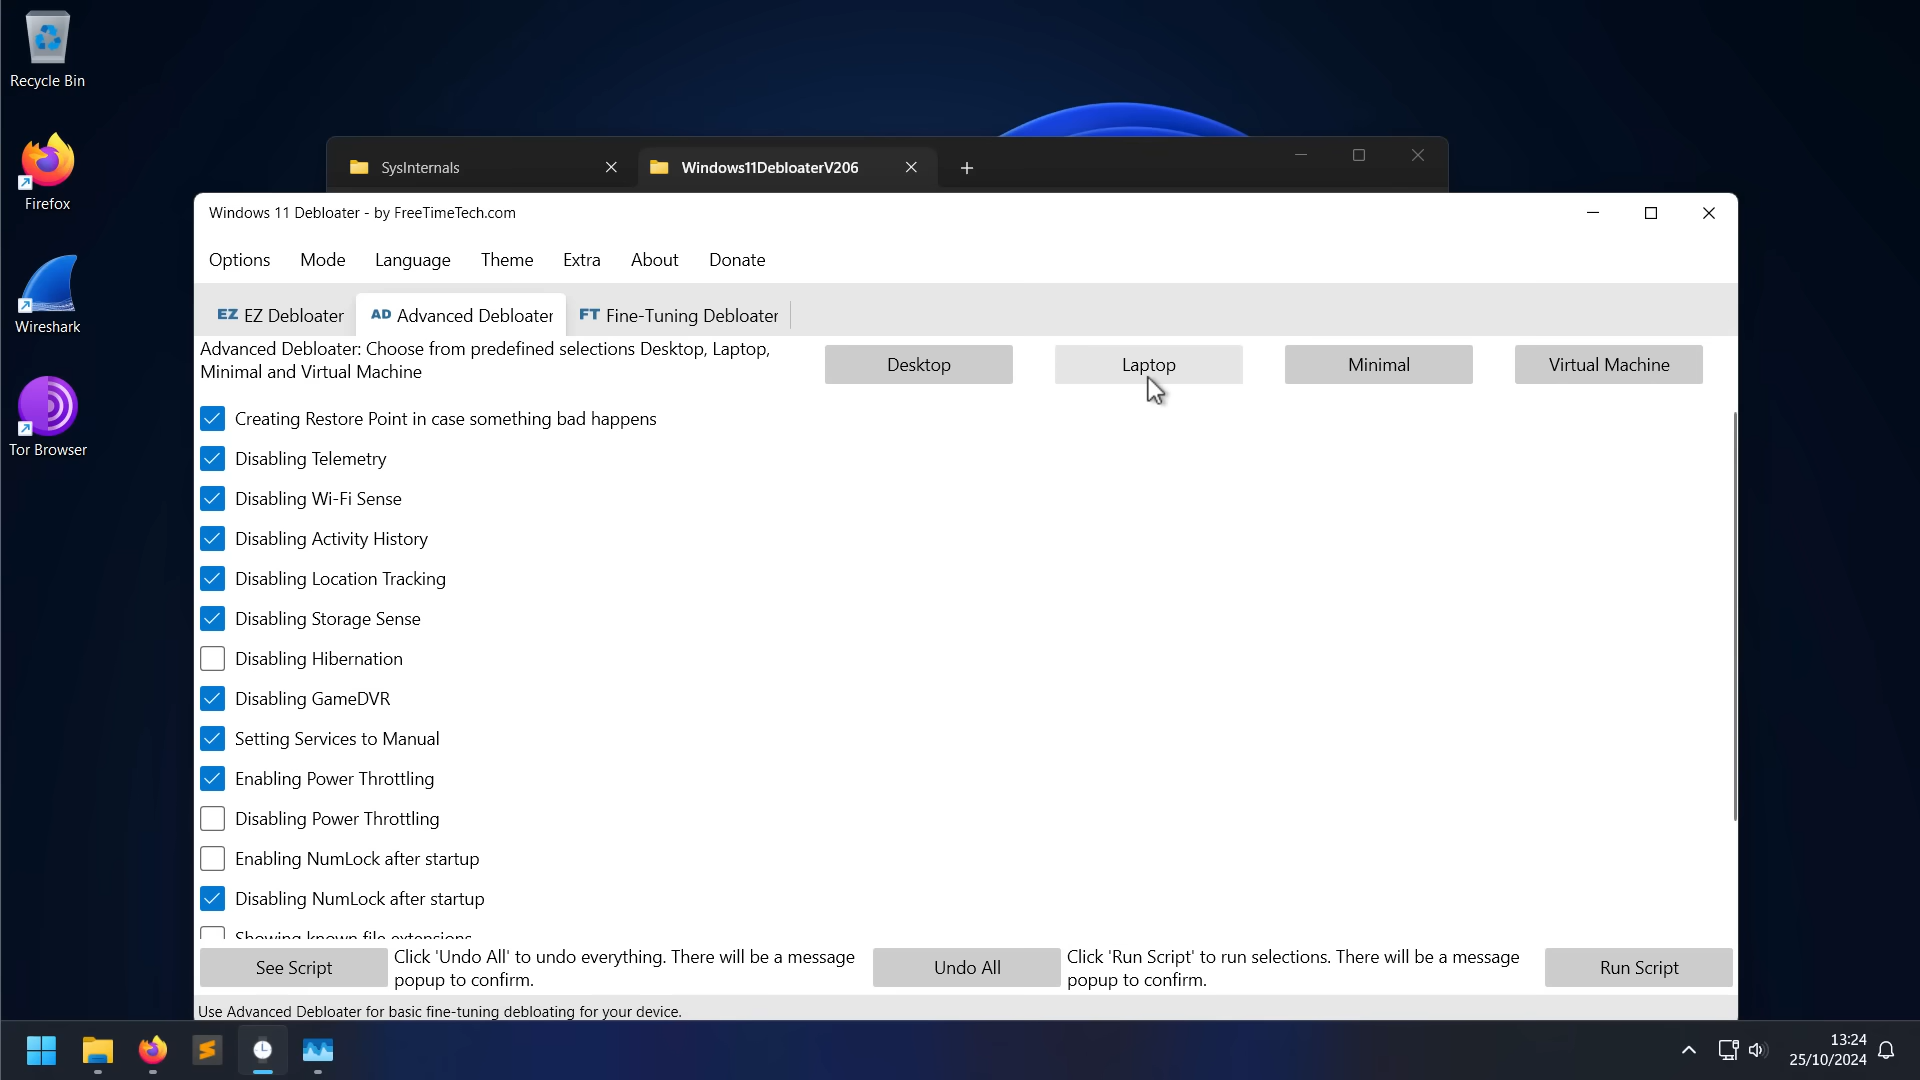 Recycle Bin
Firefox
Wireshark
Tor Browser
SysInternals
Windows11DebloaterV206
Windows 11 Debloater - by FreeTimeTech.com
Options Mode Language Theme Extra About Donate
EZ EZ Debloater
AD Advanced Debloater
FT Fine-Tuning Debloater
Advanced Debloater: Choose from predefined selections Desktop, Laptop,
Minimal and Virtual Machine
Desktop
Laptop
Minimal
Virtual Machine
Creating Restore Point in case something bad happens
Disabling Telemetry
Disabling Wi-Fi Sense
Disabling Activity History
Disabling Location Tracking
Disabling Storage Sense
Disabling Hibernation
Disabling GameDVR
Setting Services to Manual
Enabling Power Throttling
Disabling Power Throttling
Enabling NumLock after startup
Disabling NumLock after startup
Showing known file extensions
See Script
Click 'Undo All' to undo everything. There will be a message
popup to confirm.
Undo All
Click 'Run Script' to run selections. There will be a message
popup to confirm.
Run Script
Use Advanced Debloater for basic fine-tuning debloating for your device.
13:24
25/10/2024